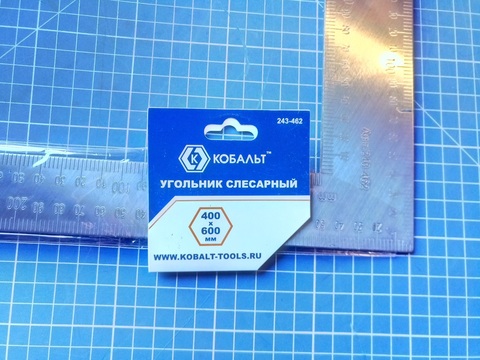 243-462
К КОБАЛЬТ™
УГОЛЬНИК СЛЕСАРНЫЙ
400
х
600
мм
WWW.KOBALT-TOOLS.RU